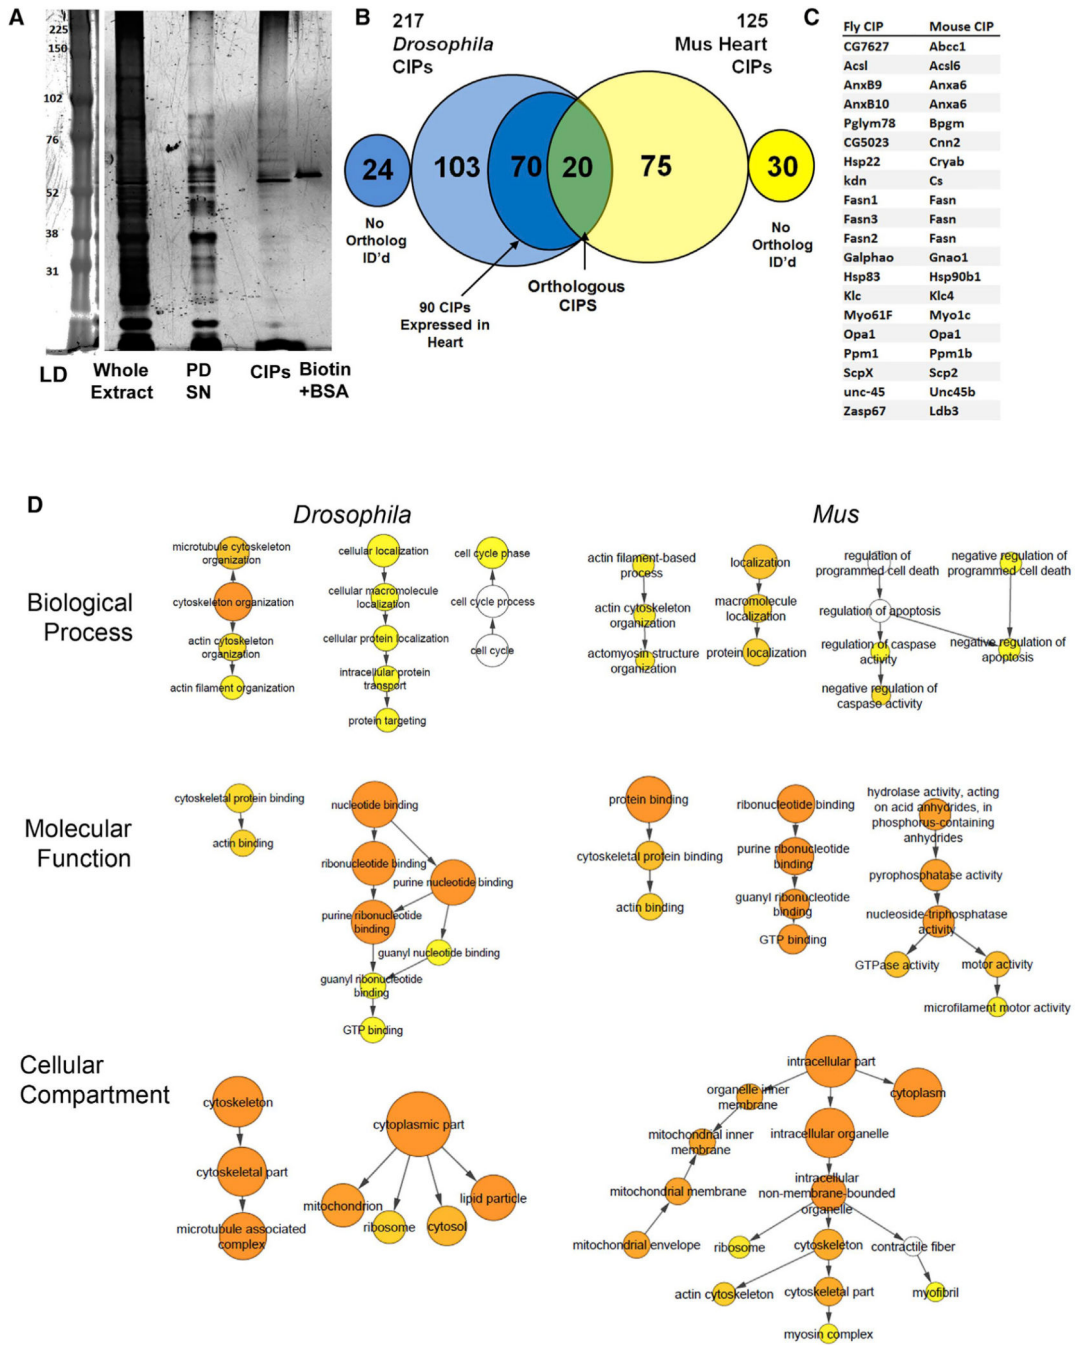 A
225
150
102
76
52
38
31
LD
Whole
Extract
PD
SN
CIPs
Biotin
+BSA
B
217
Drosophila
CIPs
125
Mus Heart
CIPs
24
103
70
20
75
30
No
Ortholog
ID'd
90 CIPs
Expressed in
Heart
Orthologous
CIPS
No
Ortholog
ID'd
C
Fly CIP Mouse CIP
CG7627 Abcc1
Acsl Acsl6
AnxB9 Anxa6
AnxB10 Anxa6
Pglym78 Bpgm
CG5023 Cnn2
Hsp22 Cryab
kdn Cs
Fasn1 Fasn
Fasn3 Fasn
Fasn2 Fasn
Galphao Gnao1
Hsp83 Hsp90b1
Klc Klc4
Myo61F Myo1c
Opa1 Opa1
Ppm1 Ppm1b
ScpX Scp2
unc-45 Unc45b
Zasp67 Ldb3
D
Drosophila
Mus
Biological
Process
microtubule cytoskeleton
organization
cytoskeleton organization
actin cytoskeleton
organization
actin filament organization
cellular localization
cellular macromolecule
localization
cellular protein localization
intracellular protein
transport
protein targeting
cell cycle phase
cell cycle process
cell cycle
actin filament-based
process
actin cytoskeleton
organization
actomyosin structure
organization
localization
macromolecule
localization
protein localization
regulation of
programmed cell death
negative regulation of
programmed cell death
regulation of apoptosis
regulation of caspase
activity
negative regulation of
apoptosis
negative regulation of
caspase activity
Molecular
Function
cytoskeletal protein binding
actin binding
nucleotide binding
ribonucleotide binding
purine nucleotide binding
purine ribonucleotide
binding
guanyl nucleotide binding
guanyl ribonucleotide
binding
GTP binding
protein binding
cytoskeletal protein binding
actin binding
ribonucleotide binding
purine ribonucleotide
binding
guanyl ribonucleotide
binding
GTP binding
hydrolase activity, acting
on acid anhydrides, in
phosphorus-containing
anhydrides
pyrophosphatase activity
nucleoside-triphosphatase
activity
GTPase activity
motor activity
microfilament motor activity
Cellular
Compartment
cytoskeleton
cytoskeletal part
microtubule associated
complex
cytoplasmic part
mitochondrion
ribosome
cytosol
lipid particle
intracellular part
organelle inner
membrane
cytoplasm
mitochondrial inner
membrane
intracellular organelle
mitochondrial membrane
intracellular
non-membrane-bounded
organelle
mitochondrial envelope
ribosome
cytoskeleton
contractile fiber
actin cytoskeleton
cytoskeletal part
myofibril
myosin complex